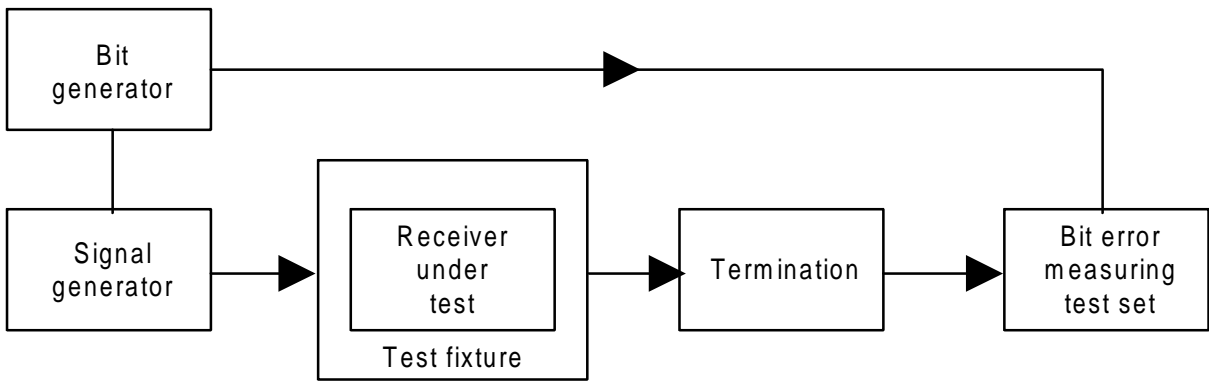 Bit
generator
Signal
generator
Receiver
under
test
Test fixture
Termination
Bit error
measuring
test set